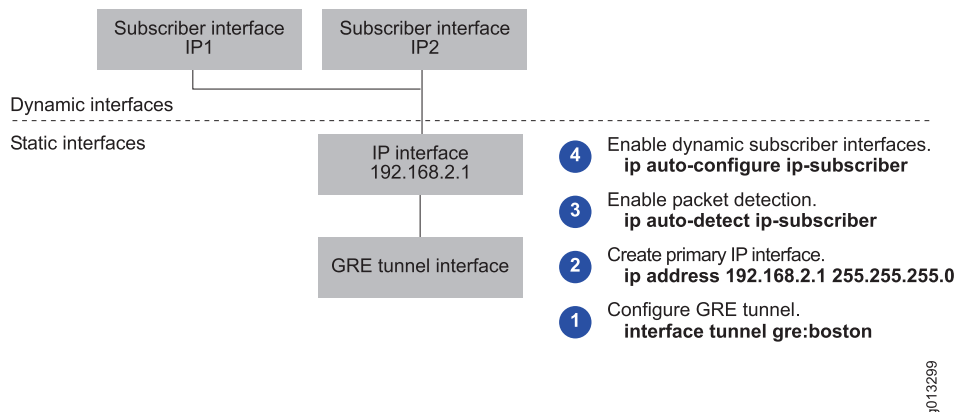 Subscriber interface
IP1
Subscriber interface
IP2
Dynamic interfaces
Static interfaces
IP interface
192.168.2.1
GRE tunnel interface
4
Enable dynamic subscriber interfaces.
ip auto-configure ip-subscriber
3
Enable packet detection.
ip auto-detect ip-subscriber
2
Create primary IP interface.
ip address 192.168.2.1 255.255.255.0
1
Configure GRE tunnel.
interface tunnel gre:boston
g013299